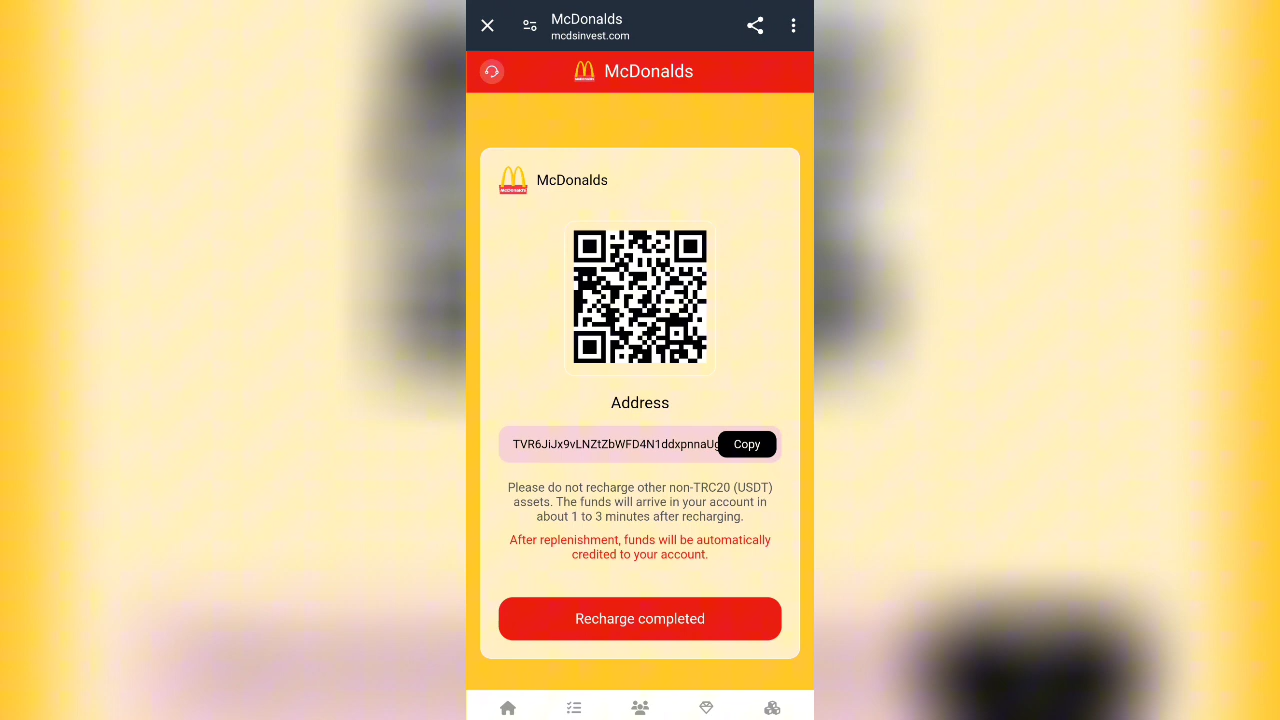 McDonalds
mcdsinvest.com
McDonalds
McDonalds
Address
TVR6JiJx9vLNZtZbWFD4N1ddxpnnaUg
Copy
Please do not recharge other non-TRC20 (USDT)
assets. The funds will arrive in your account in
about 1 to 3 minutes after recharging.
After replenishment, funds will be automatically
credited to your account.
Recharge completed